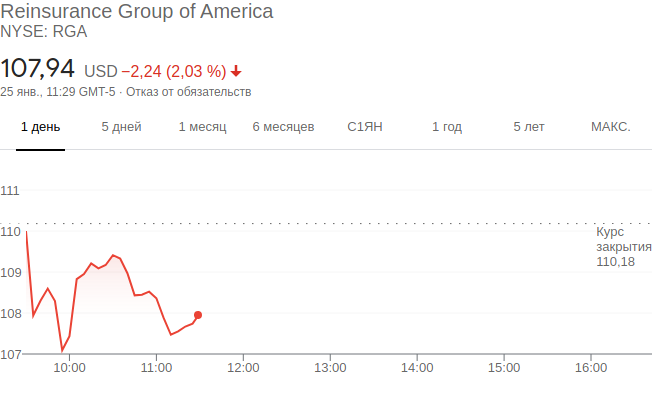 Reinsurance Group of America
NYSE: RGA
107,94 USD −2,24 (2,03 %)
25 янв., 11:29 GMT-5 · Отказ от обязательств
1 день 5 дней 1 месяц 6 месяцев С1ЯН 1 год 5 лет МАКС.
111
110
109
108
107
Курс
закрытия
110,18
10:00 11:00 12:00 13:00 14:00 15:00 16:00